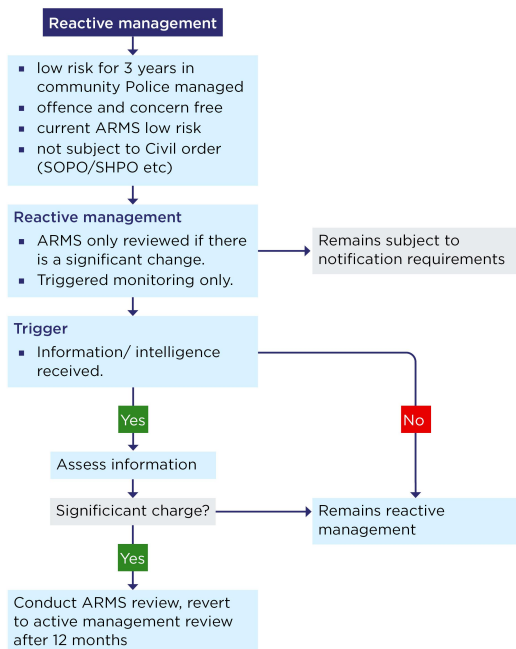 Reactive management
▪ low risk for 3 years in
community Police managed
▪ offence and concern free
▪ current ARMS low risk
▪ not subject to Civil order
(SOPO/SHPO etc)
Reactive management
▪ ARMS only reviewed if there
is a significant change.
▪ Triggered monitoring only.
Remains subject to
notification requirements
Trigger
▪ Information/ intelligence
received.
Yes
No
Assess information
Significicant charge?
Remains reactive
management
Yes
Conduct ARMS review, revert
to active management review
after 12 months